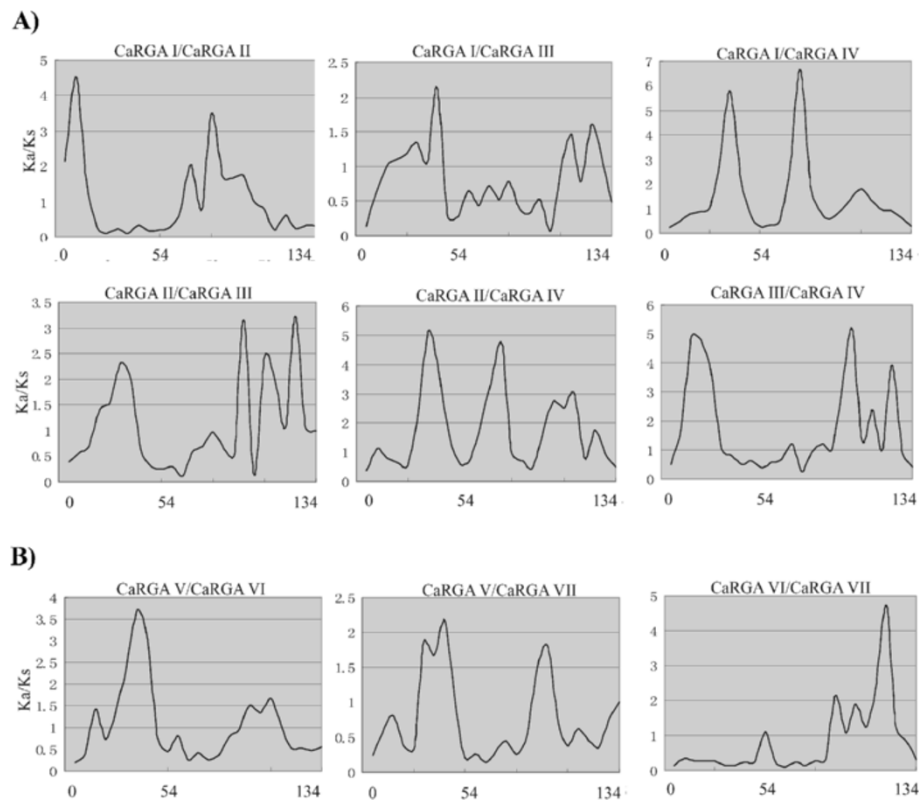 A)
CaRGA I/CaRGA II
5
4
3
2
1
0
Ka/Ks
0 54 134
CaRGA I/CaRGA III
2.5
2
1.5
1
0.5
0
0 54 134
CaRGA I/CaRGA IV
7
6
5
4
3
2
1
0
0 54 134
CaRGA II/CaRGA III
3.5
3
2.5
2
1.5
1
0.5
0
Ka/Ks
0 54 134
CaRGA II/CaRGA IV
6
5
4
3
2
1
0
0 54 134
CaRGA III/CaRGA IV
6
5
4
3
2
1
0
0 54 134
B)
CaRGA V/CaRGA VI
4
3.5
3
2.5
2
1.5
1
0.5
0
Ka/Ks
0 54 134
CaRGA V/CaRGA VII
2.5
2
1.5
1
0.5
0
0 54 134
CaRGA VI/CaRGA VII
5
4
3
2
1
0
0 54 134